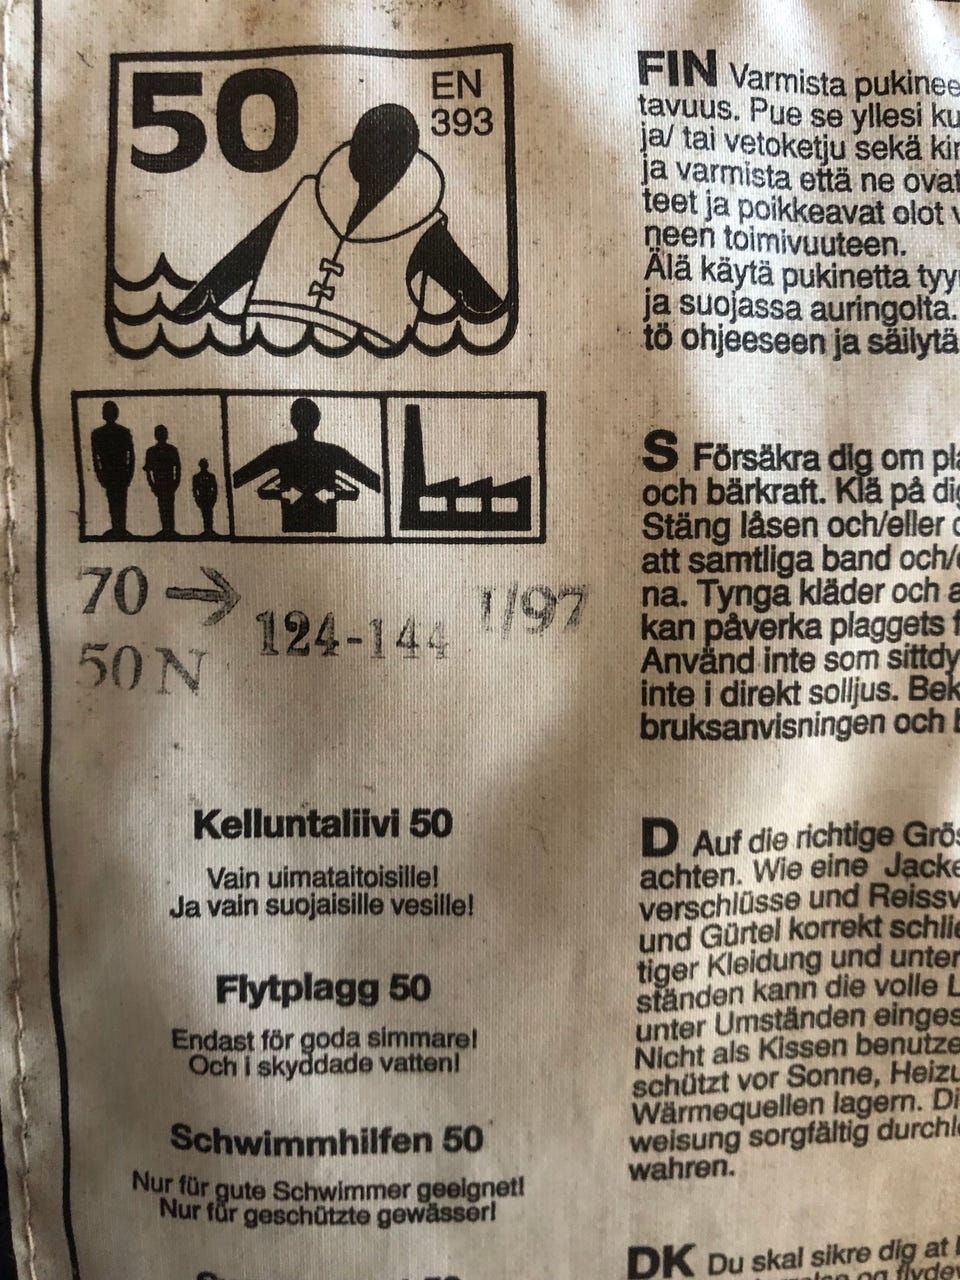 50
EN
393
70 → 124-144 1/97
50 N
Kelluntaliivi 50
Vain uimataitoisille!
Ja vain suojaisille vesille!
Flytplagg 50
Endast för goda simmare!
Och i skyddade vatten!
Schwimmhilfen 50
Nur für gute Schwimmer geeignet!
Nur für geschützte gewässer!
FIN Varmista pukinee
tavuus. Pue se yllesi ku
ja/ tai vetoketju sekä kir
ja varmista että ne ovat
teet ja poikkeavat olot v
neen toimivuuteen.
Älä käytä pukinetta tyy
ja suojassa auringolta.
tö ohjeeseen ja säilytä
S Försäkra dig om pla
och bärkraft. Klä på dig
Stäng låsen och/eller
att samtliga band och/
na. Tynga kläder och a
kan påverka plaggets f
Använd inte som sittdy
inte i direkt solljus. Bek
bruksanvisningen och
D Auf die richtige Grös
achten. Wie eine Jacke
verschlüsse und Reissv
und Gürtel korrekt schlie
tiger Kleidung und unter
ständen kann die volle L
unter Umständen einges
Nicht als Kissen benutze
schützt vor Sonne, Heizu
Wärmequellen lagern. Di
weisung sorgfältig durchle
wahren.
DK Du skal sikre dig at
og flydev